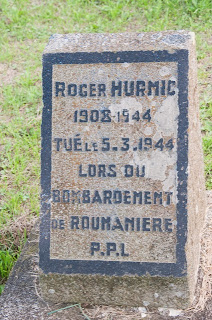 ROGER HURMIC
1908-1944
TUÉ LE 5.3.1944
LORS DU
BOMBARDEMENT
DE ROUMANIERE
P.P.L